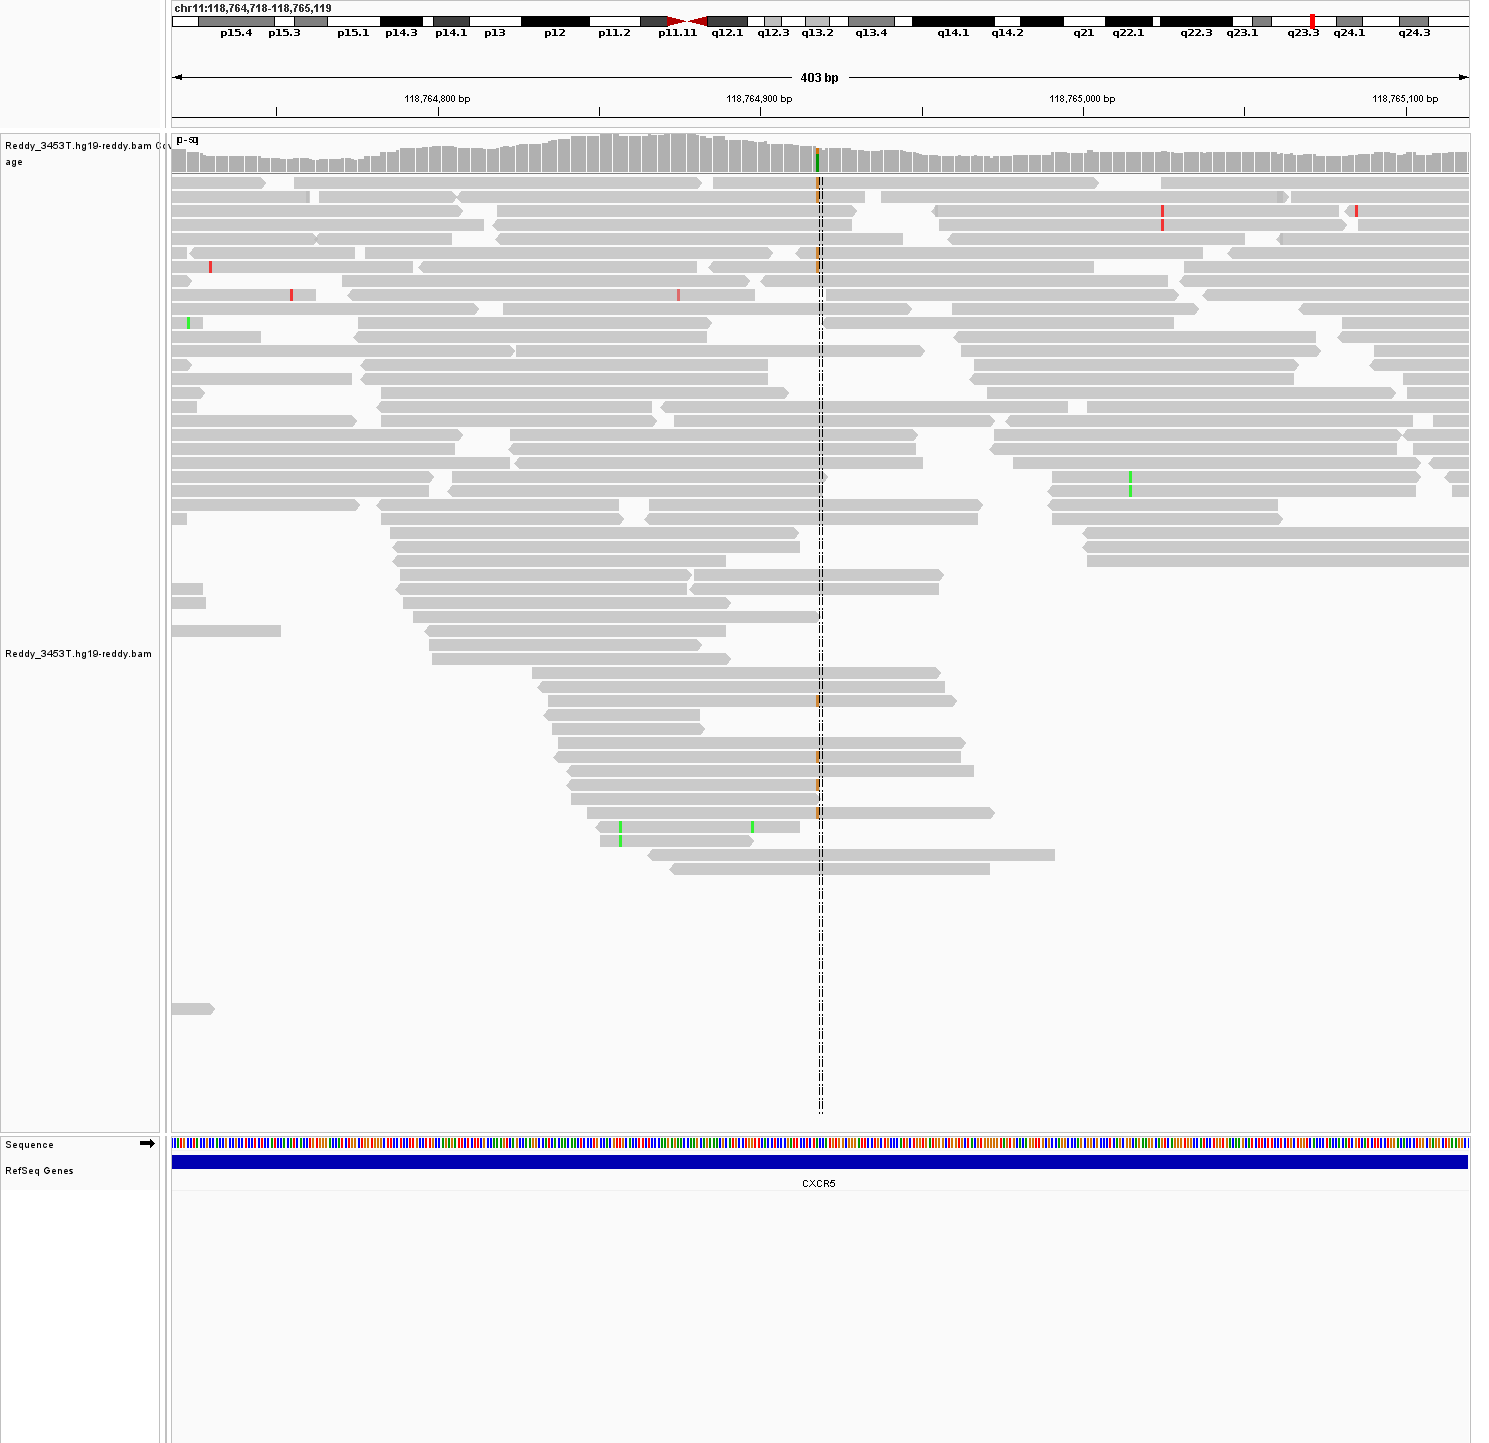 chr11:118,764,718-118,765,119
p15.4 p15.3 p15.1 p14.3 p14.1 p13 p12 p11.2 p11.11 q12.1 q12.3 q13.2 q13.4 q14.1 q14.2 q21 q22.1 q22.3 q23.1 q23.3 q24.1 q24.3
403 bp
118,764,800 bp 118,764,900 bp 118,765,000 bp 118,765,100 bp
Reddy_3453T.hg19-reddy.bam Cov
age
Reddy_3453T.hg19-reddy.bam
Sequence
RefSeq Genes
CXCR5